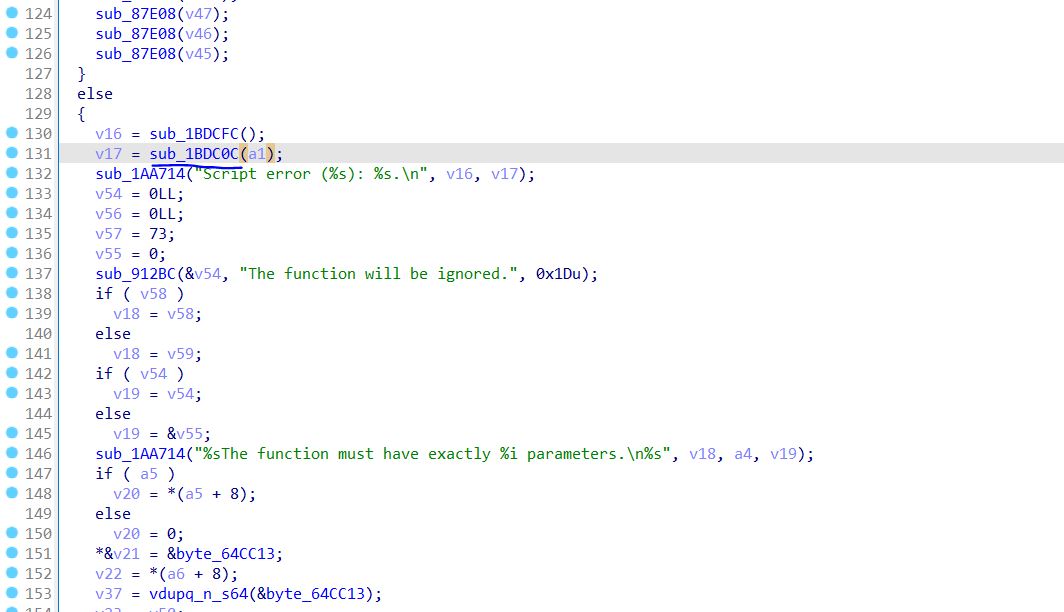 124 sub_87E08(v47);
125 sub_87E08(v46);
126 sub_87E08(v45);
127 }
128 else
129 {
130 v16 = sub_1BDCFC();
131 v17 = sub_1BDC0C(a1);
132 sub_1AA714("Script error (%s): %s.\n", v16, v17);
133 v54 = 0LL;
134 v56 = 0LL;
135 v57 = 73;
136 v55 = 0;
137 sub_912BC(&v54, "The function will be ignored.", 0x1Du);
138 if ( v58 )
139 v18 = v58;
140 else
141 v18 = v59;
142 if ( v54 )
143 v19 = v54;
144 else
145 v19 = &v55;
146 sub_1AA714("%sThe function must have exactly %i parameters.\n%s", v18, a4, v19);
147 if ( a5 )
148 v20 = *(a5 + 8);
149 else
150 v20 = 0;
151 *&v21 = &byte_64CC13;
152 v22 = *(a6 + 8);
153 v37 = vdupq_n_s64(&byte_64CC13);